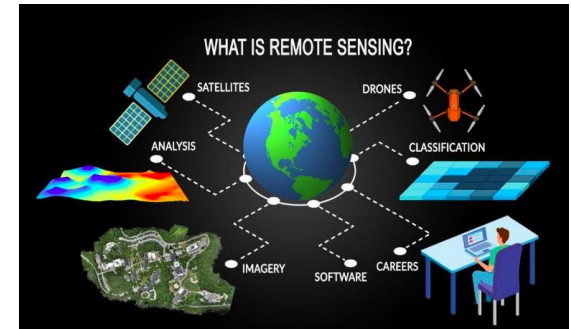 WHAT IS REMOTE SENSING?
SATELLITES
DRONES
ANALYSIS
CLASSIFICATION
IMAGERY
SOFTWARE
CAREERS